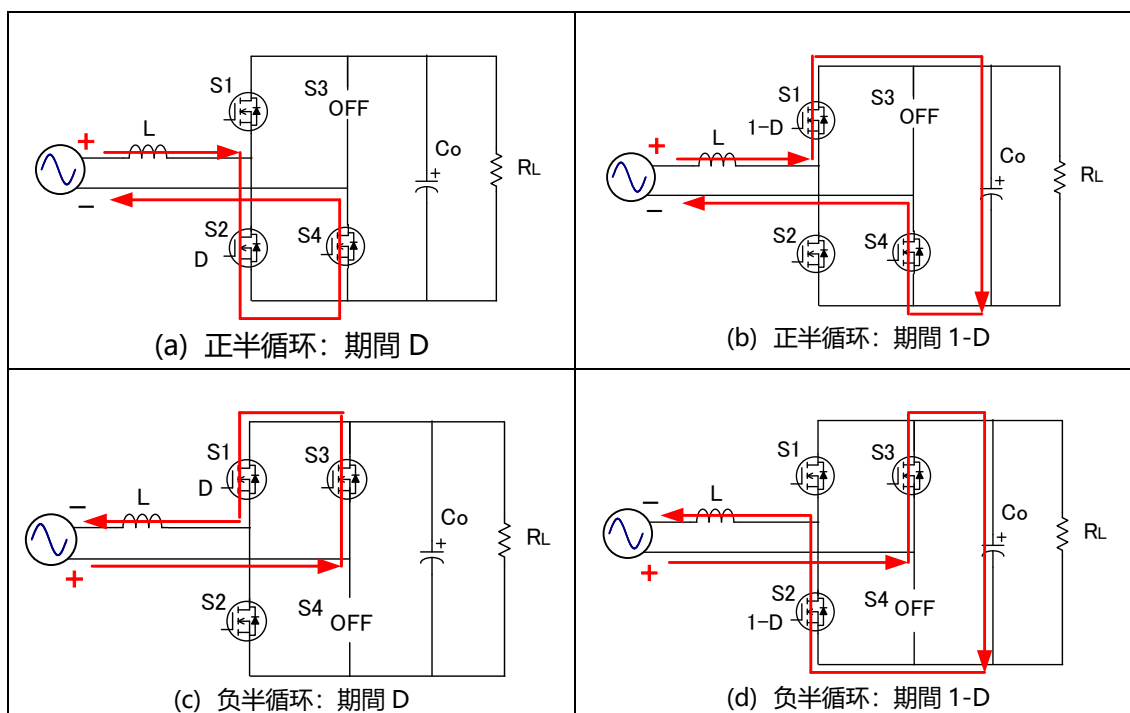 S1
S3
OFF
+
L
Co
+
RL
−
S2
D
S4
(a) 正半循环：期間 D
S1
1-D
S3
OFF
+
L
Co
+
RL
−
S2
S4
(b) 正半循环：期間 1-D
S1
D
S3
−
L
Co
+
RL
+
S2
S4
OFF
(c) 负半循环：期間 D
S1
S3
−
L
Co
+
RL
+
S2
1-D
S4
OFF
(d) 负半循环：期間 1-D